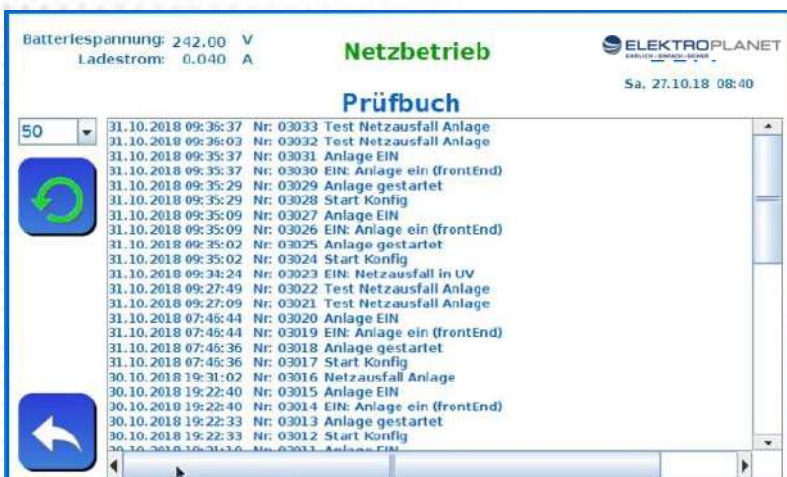 Batteriespannung: 242.00 V
Ladestrom: 0.040 A
Netzbetrieb
ELEKTROPLANET
EHRLICH - EINFACH - SICHER
Sa, 27.10.18 08:40
Prüfbuch
50
31.10.2018 09:36:37 Nr: 03033 Test Netzausfall Anlage
31.10.2018 09:36:03 Nr: 03032 Test Netzausfall Anlage
31.10.2018 09:35:37 Nr: 03031 Anlage EIN
31.10.2018 09:35:37 Nr: 03030 EIN: Anlage ein (frontEnd)
31.10.2018 09:35:29 Nr: 03029 Anlage gestartet
31.10.2018 09:35:29 Nr: 03028 Start Konfig
31.10.2018 09:35:09 Nr: 03027 Anlage EIN
31.10.2018 09:35:09 Nr: 03026 EIN: Anlage ein (frontEnd)
31.10.2018 09:35:02 Nr: 03025 Anlage gestartet
31.10.2018 09:35:02 Nr: 03024 Start Konfig
31.10.2018 09:34:24 Nr: 03023 EIN: Netzausfall in UV
31.10.2018 09:27:49 Nr: 03022 Test Netzausfall Anlage
31.10.2018 09:27:09 Nr: 03021 Test Netzausfall Anlage
31.10.2018 07:46:44 Nr: 03020 Anlage EIN
31.10.2018 07:46:44 Nr: 03019 EIN: Anlage ein (frontEnd)
31.10.2018 07:46:36 Nr: 03018 Anlage gestartet
31.10.2018 07:46:36 Nr: 03017 Start Konfig
30.10.2018 19:31:02 Nr: 03016 Netzausfall Anlage
30.10.2018 19:22:40 Nr: 03015 Anlage EIN
30.10.2018 19:22:40 Nr: 03014 EIN: Anlage ein (frontEnd)
30.10.2018 19:22:33 Nr: 03013 Anlage gestartet
30.10.2018 19:22:33 Nr: 03012 Start Konfig
30.10.2018 Nr: 03011 Anlage EIN